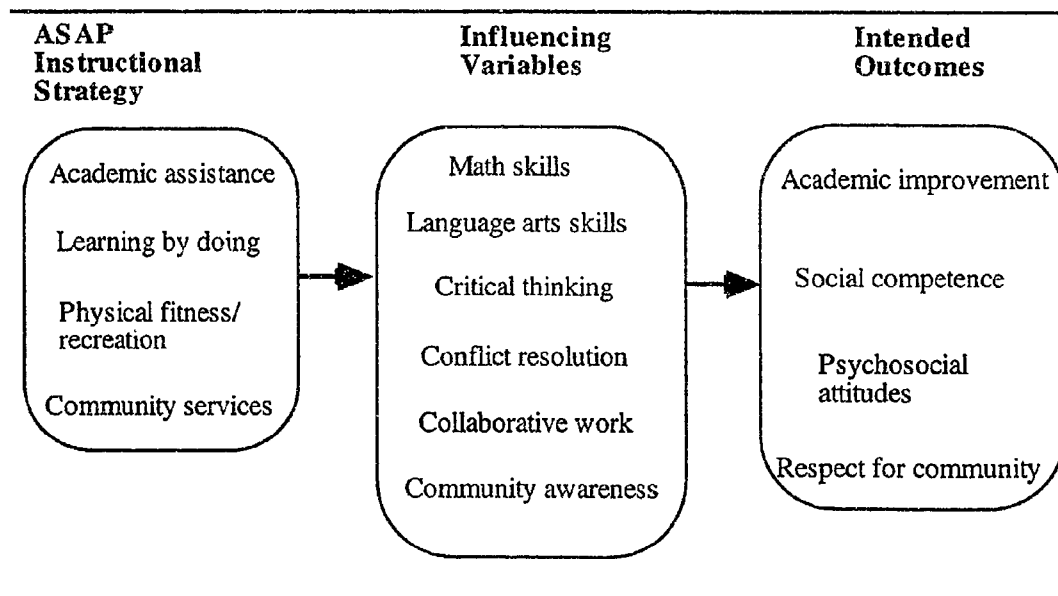 ASAP
Instructional
Strategy
Influencing
Variables
Intended
Outcomes
Academic assistance
Learning by doing
Physical fitness/
recreation
Community services
Math skills
Language arts skills
Critical thinking
Conflict resolution
Collaborative work
Community awareness
Academic improvement
Social competence
Psychosocial
attitudes
Respect for community